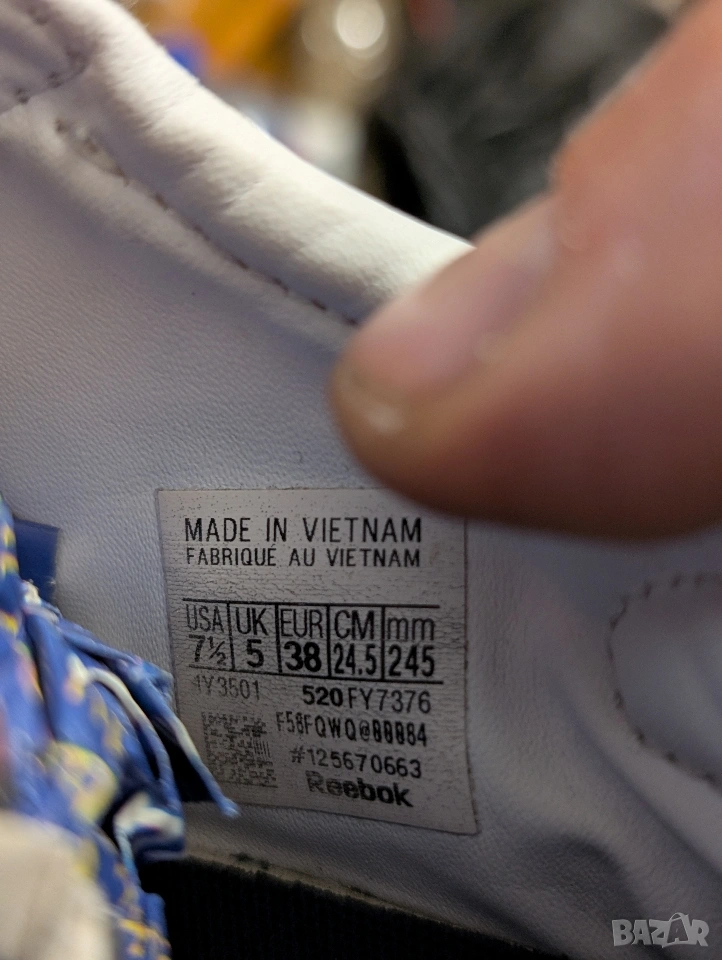 MADE IN VIETNAM
FABRIQUÉ AU VIETNAM
USA UK EUR CM mm
7½ 5 38 24.5 245
520 FY7376
#125670663
Reebok
BAZAR